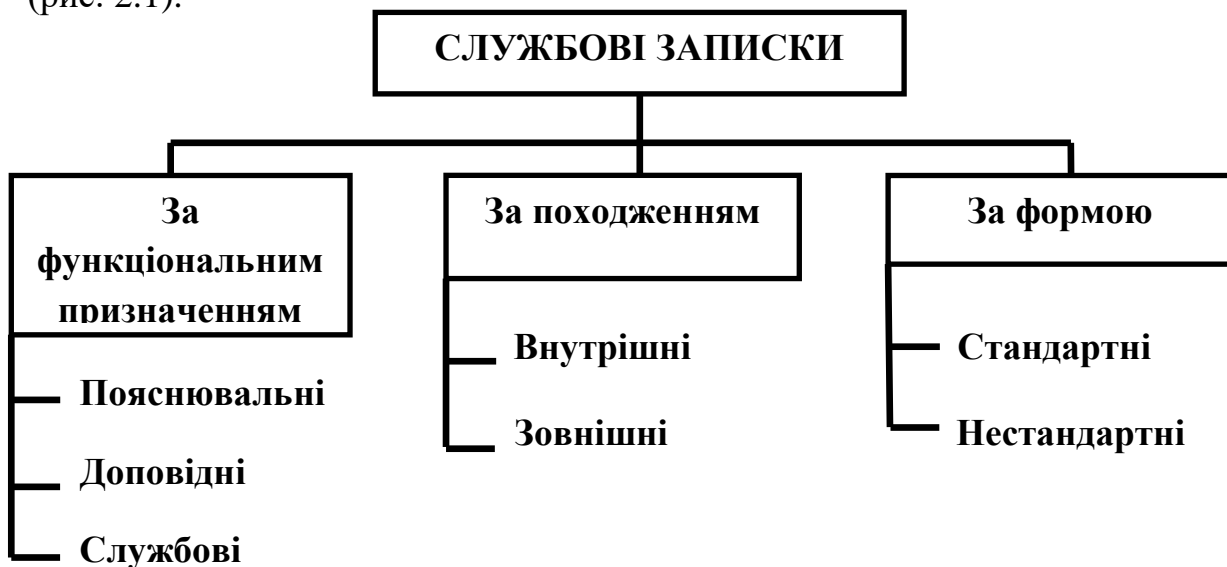 (рис. 2.1).
СЛУЖБОВІ ЗАПИСКИ
За
функціональним
призначенням
Пояснювальні
Доповідні
Службові
За походженням
Внутрішні
Зовнішні
За формою
Стандартні
Нестандартні